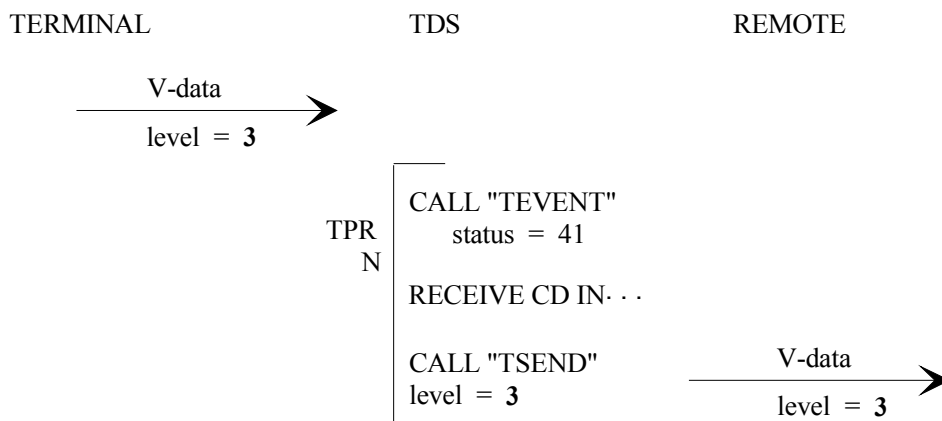 TERMINAL TDS REMOTE
V-data
level = 3
TPR
N
CALL "TEVENT"
status = 41
RECEIVE CD IN· · ·
CALL "TSEND"
level = 3
V-data
level = 3